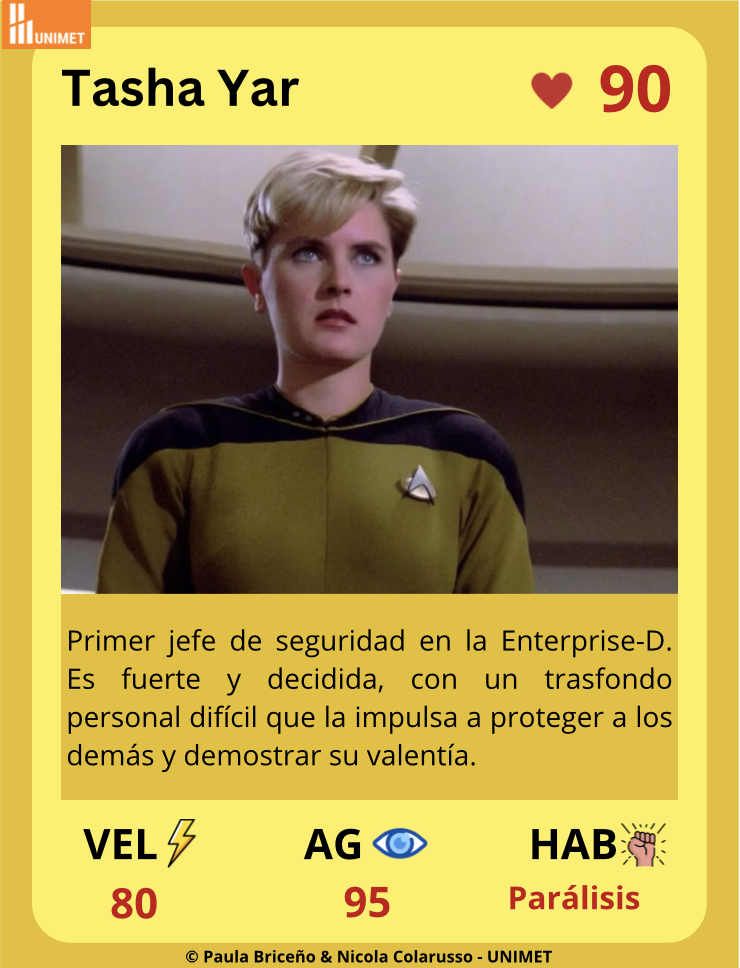 UNIMET
Tasha Yar 90
Primer jefe de seguridad en la Enterprise-D.
Es fuerte y decidida, con un trasfondo
personal difícil que la impulsa a proteger a los
demás y demostrar su valentía.
VEL AG HAB
80 95 Parálisis
© Paula Briceño & Nicola Colarusso - UNIMET